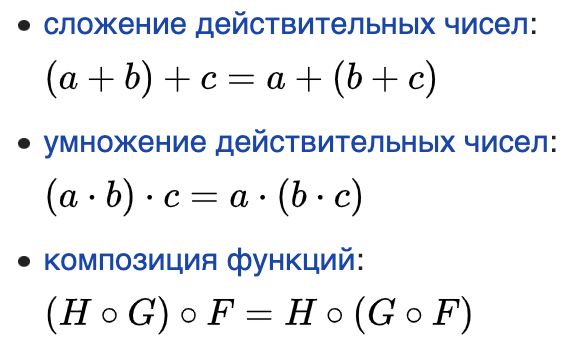 • сложение действительных чисел:
(a + b) + c = a + (b + c)
• умножение действительных чисел:
(a · b) · c = a · (b · c)
• композиция функций:
(H ∘ G) ∘ F = H ∘ (G ∘ F)